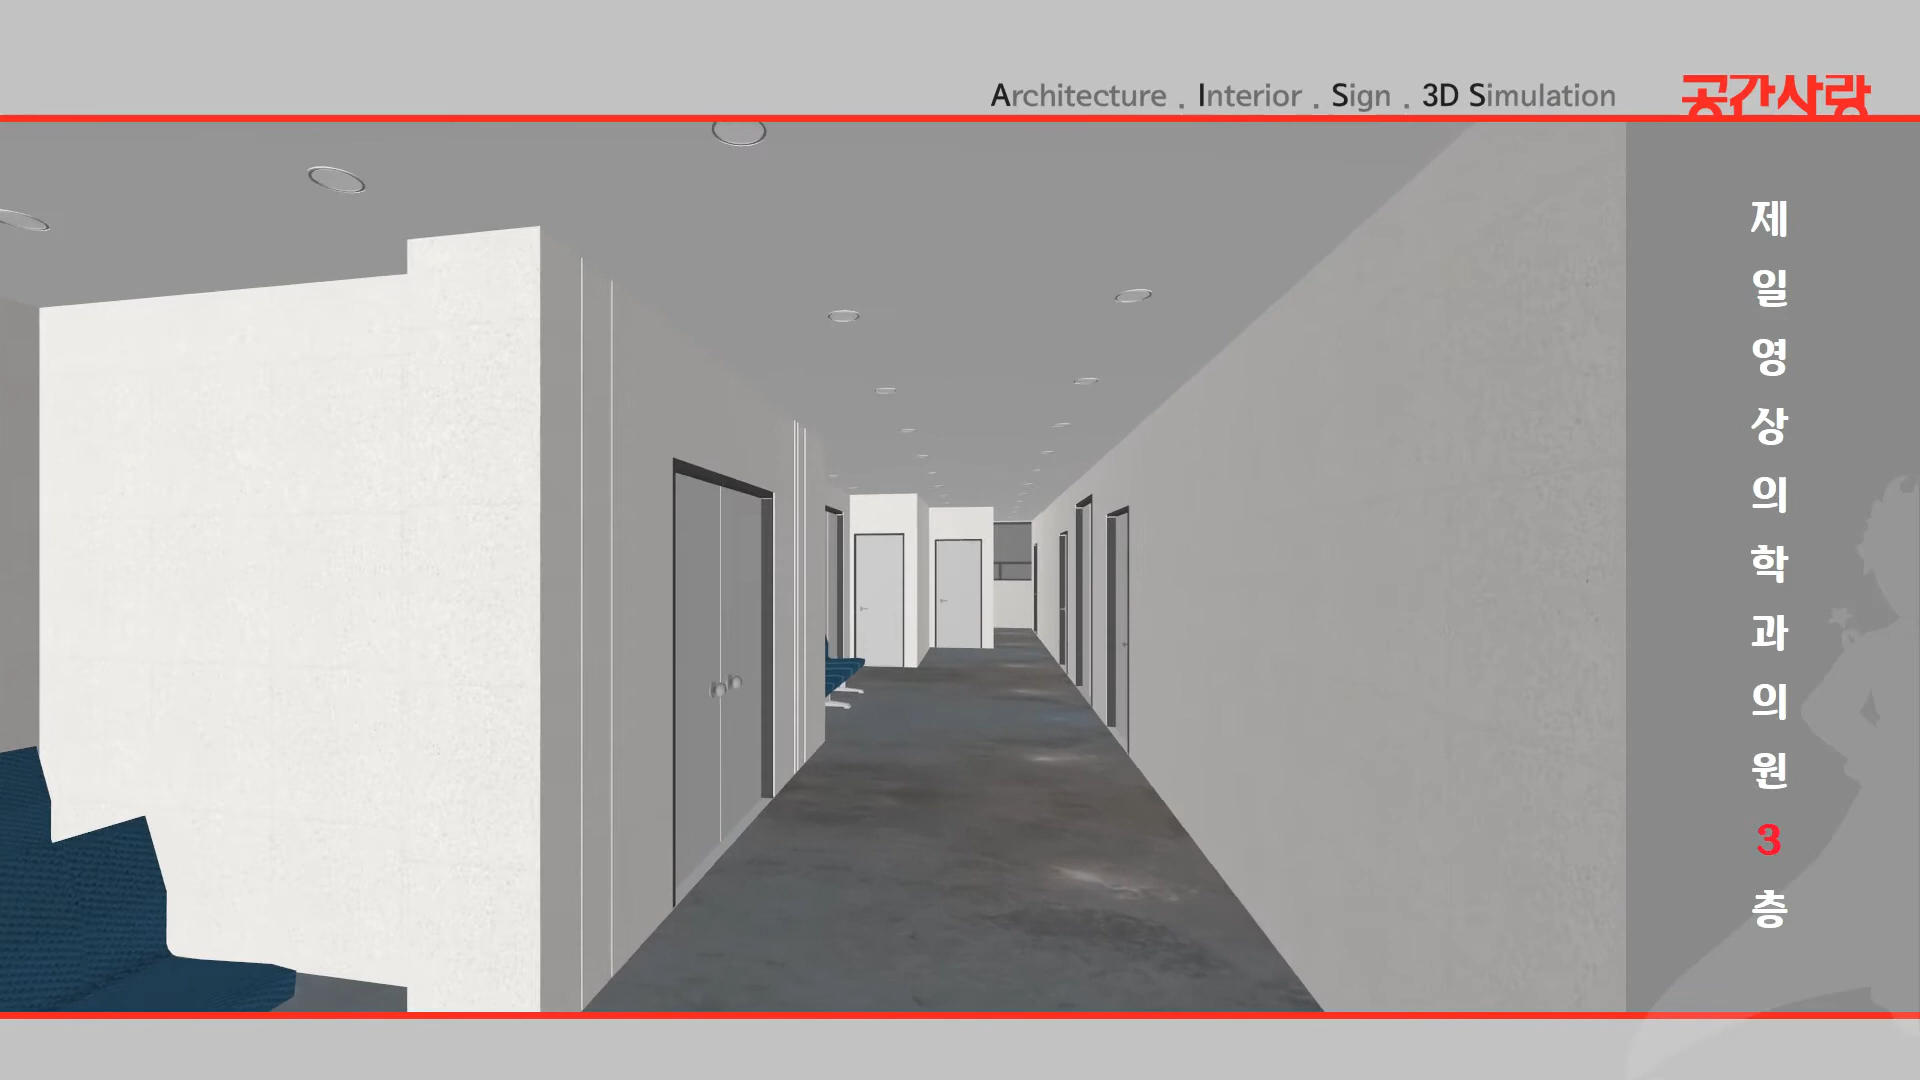 Architecture . Interior . Sign . 3D Simulation
공간사랑
제일영상의학과의원3층